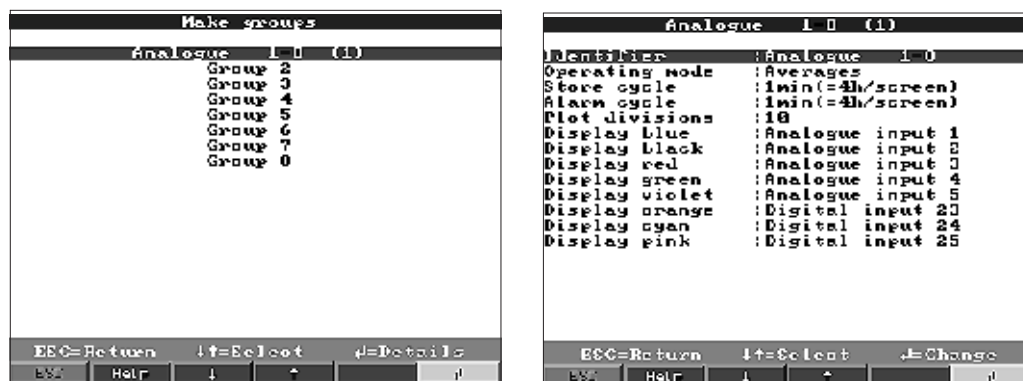 Make groups
Analogue 1-0 (1)
Group 2
Group 3
Group 4
Group 5
Group 6
Group 7
Group 8
ESC=Return ↓↑=Select ↵=Details
ESC Help ↓ ↑ ↵
Analogue 1-0 (1)
Identifier :Analogue 1-0
Operating mode :Averages
Store cycle :1min(=4h/screen)
Alarm cycle :1min(=4h/screen)
Plot divisions :10
Display blue :Analogue input 1
Display black :Analogue input 2
Display red :Analogue input 3
Display green :Analogue input 4
Display violet :Analogue input 5
Display orange :Digital input 23
Display cyan :Digital input 24
Display pink :Digital input 25
ESC=Return ↓↑=Select ↵=Change
ESC Help ↓ ↑ ↵